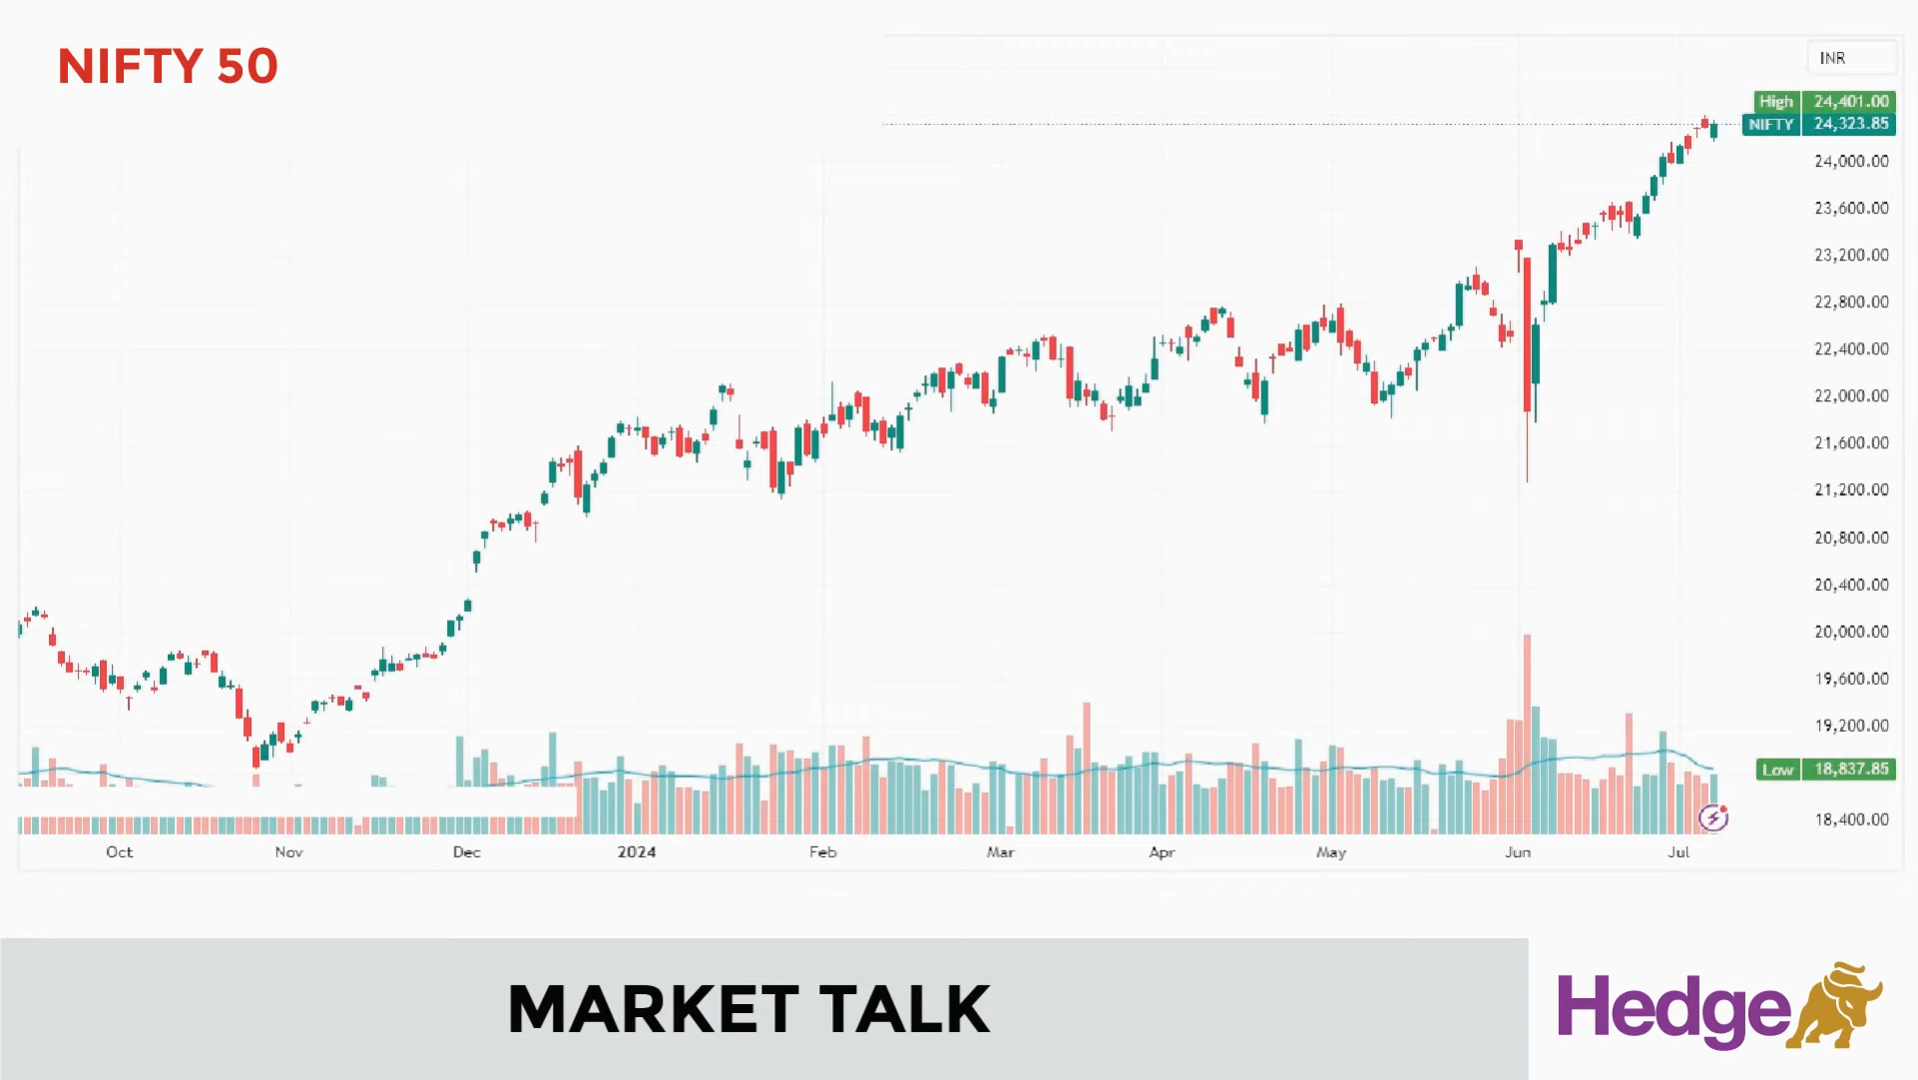 NIFTY 50
INR
High 24,401.00
NIFTY 24,323.85
24,000.00
23,600.00
23,200.00
22,800.00
22,400.00
22,000.00
21,600.00
21,200.00
20,800.00
20,400.00
20,000.00
19,600.00
19,200.00
Low 18,837.85
18,400.00
Oct Nov Dec 2024 Feb Mar Apr May Jun Jul
MARKET TALK
Hedge